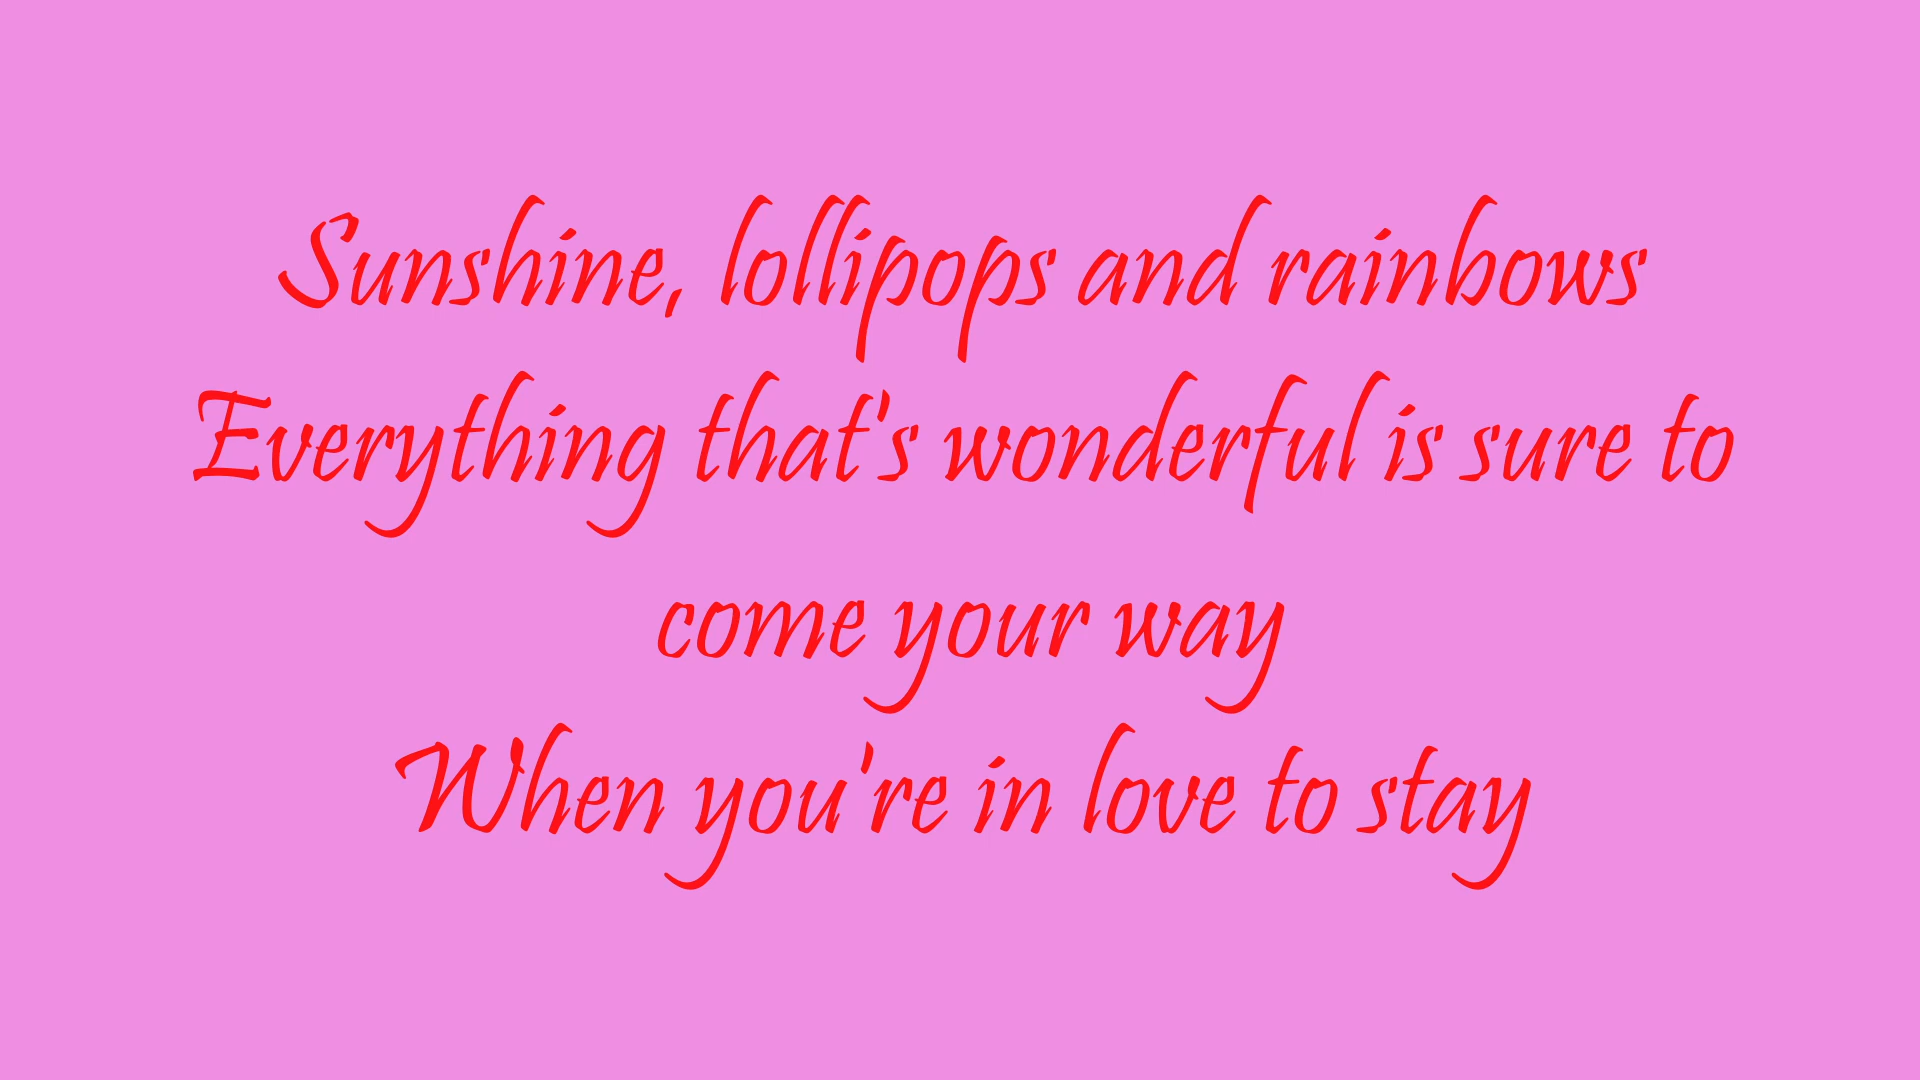 Sunshine, lollipops and rainbows
Everything that's wonderful is sure to
come your way
When you're in love to stay